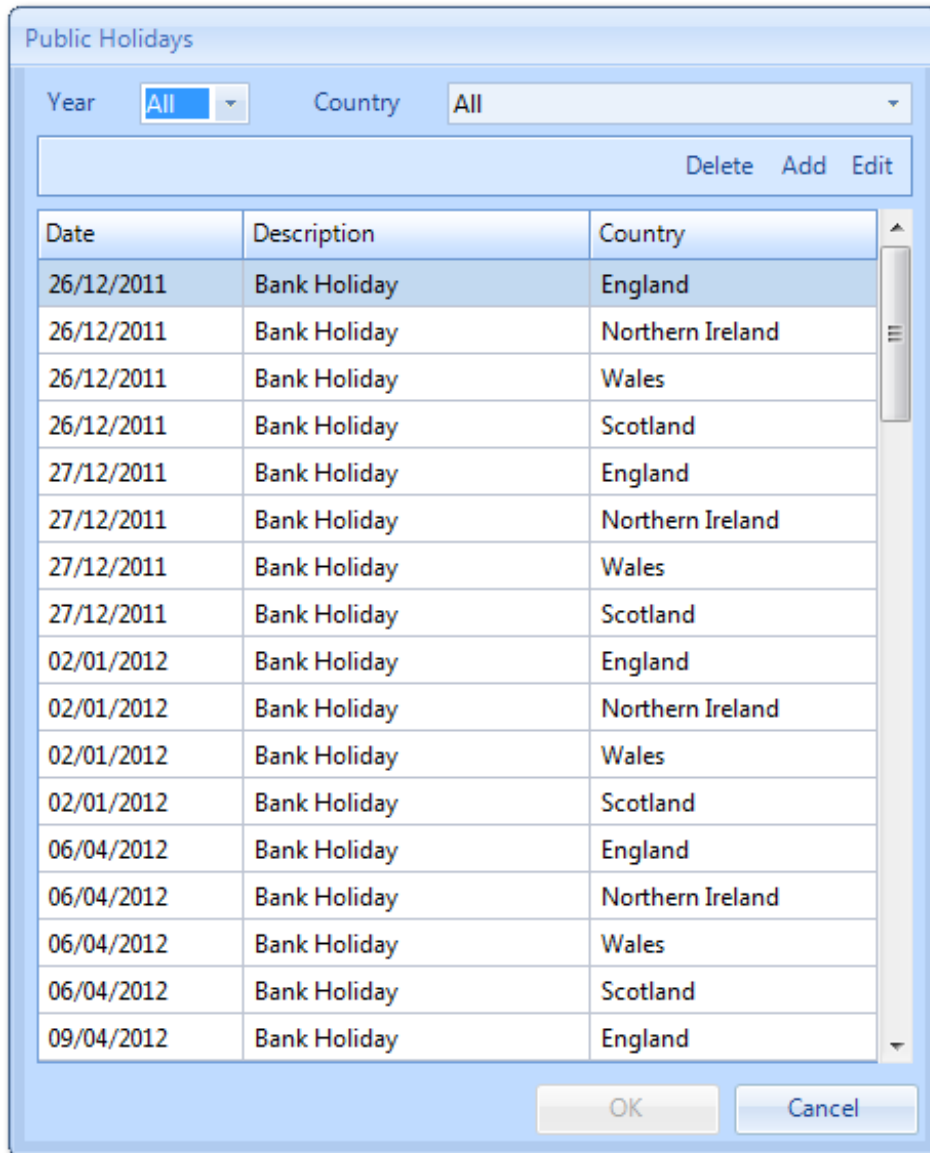 Public Holidays
Year All Country All
Delete Add Edit
Date Description Country
26/12/2011 Bank Holiday England
26/12/2011 Bank Holiday Northern Ireland
26/12/2011 Bank Holiday Wales
26/12/2011 Bank Holiday Scotland
27/12/2011 Bank Holiday England
27/12/2011 Bank Holiday Northern Ireland
27/12/2011 Bank Holiday Wales
27/12/2011 Bank Holiday Scotland
02/01/2012 Bank Holiday England
02/01/2012 Bank Holiday Northern Ireland
02/01/2012 Bank Holiday Wales
02/01/2012 Bank Holiday Scotland
06/04/2012 Bank Holiday England
06/04/2012 Bank Holiday Northern Ireland
06/04/2012 Bank Holiday Wales
06/04/2012 Bank Holiday Scotland
09/04/2012 Bank Holiday England
OK Cancel